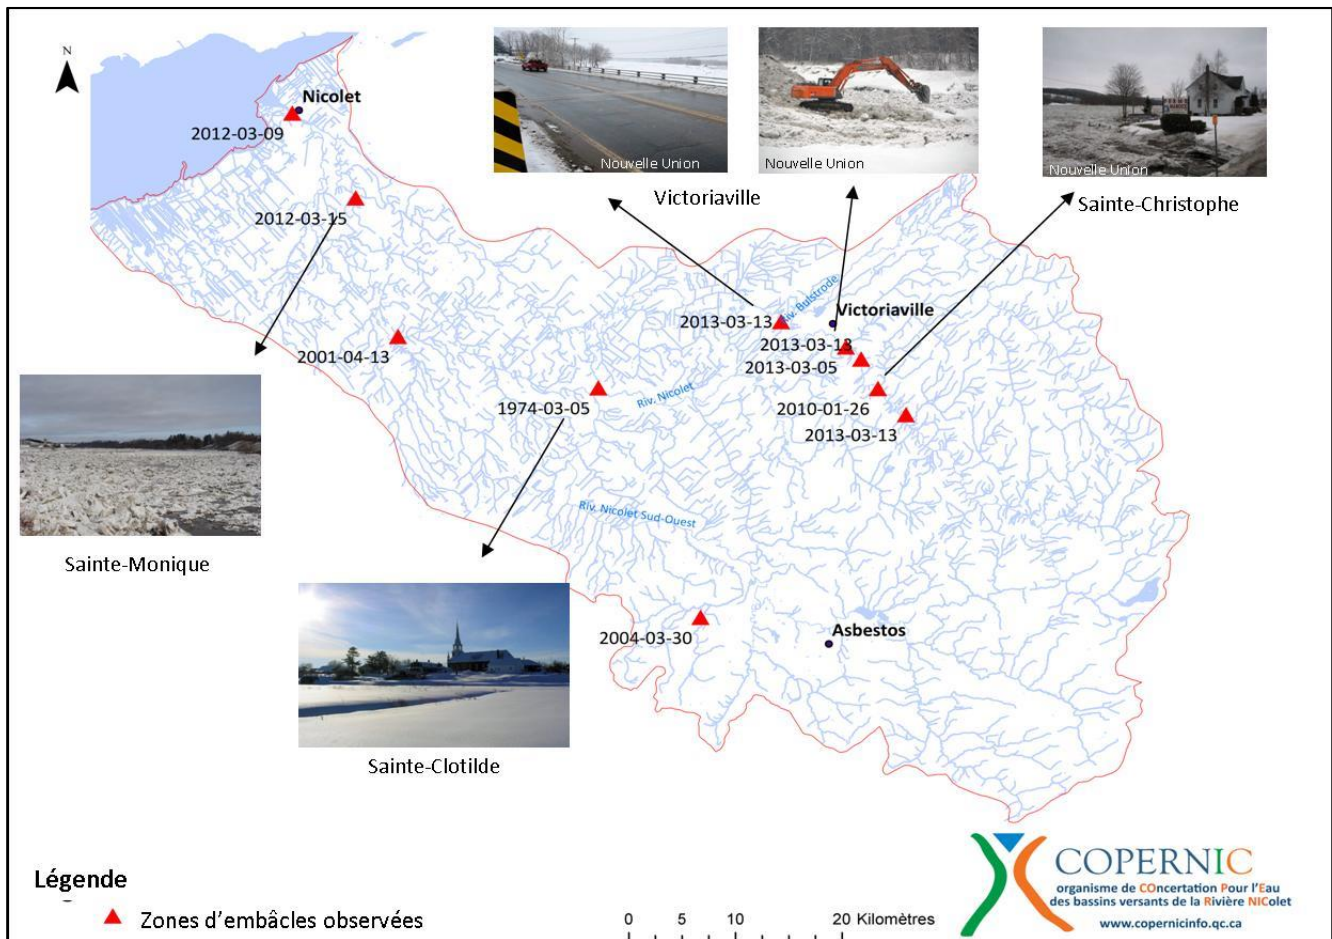 N
Nicolet
2012-03-09
2012-03-15
2001-04-13
1974-03-05
Nouvelle Union
Victoriaville
Nouvelle Union
Nouvelle Union
Sainte-Christophe
Riv. Bulstrode
Victoriaville
2013-03-13
2013-03-13
2013-03-05
2010-01-26
2013-03-13
Riv. Nicolet
Riv. Nicolet Sud-Ouest
Sainte-Monique
Sainte-Clotilde
2004-03-30
Asbestos
Légende
Zones d'embâcles observées
0 5 10 20 Kilomètres
COPERNIC
organisme de COncertation Pour l'Eau
des bassins versants de la Rivière NIColet
www.copernicinfo.qc.ca